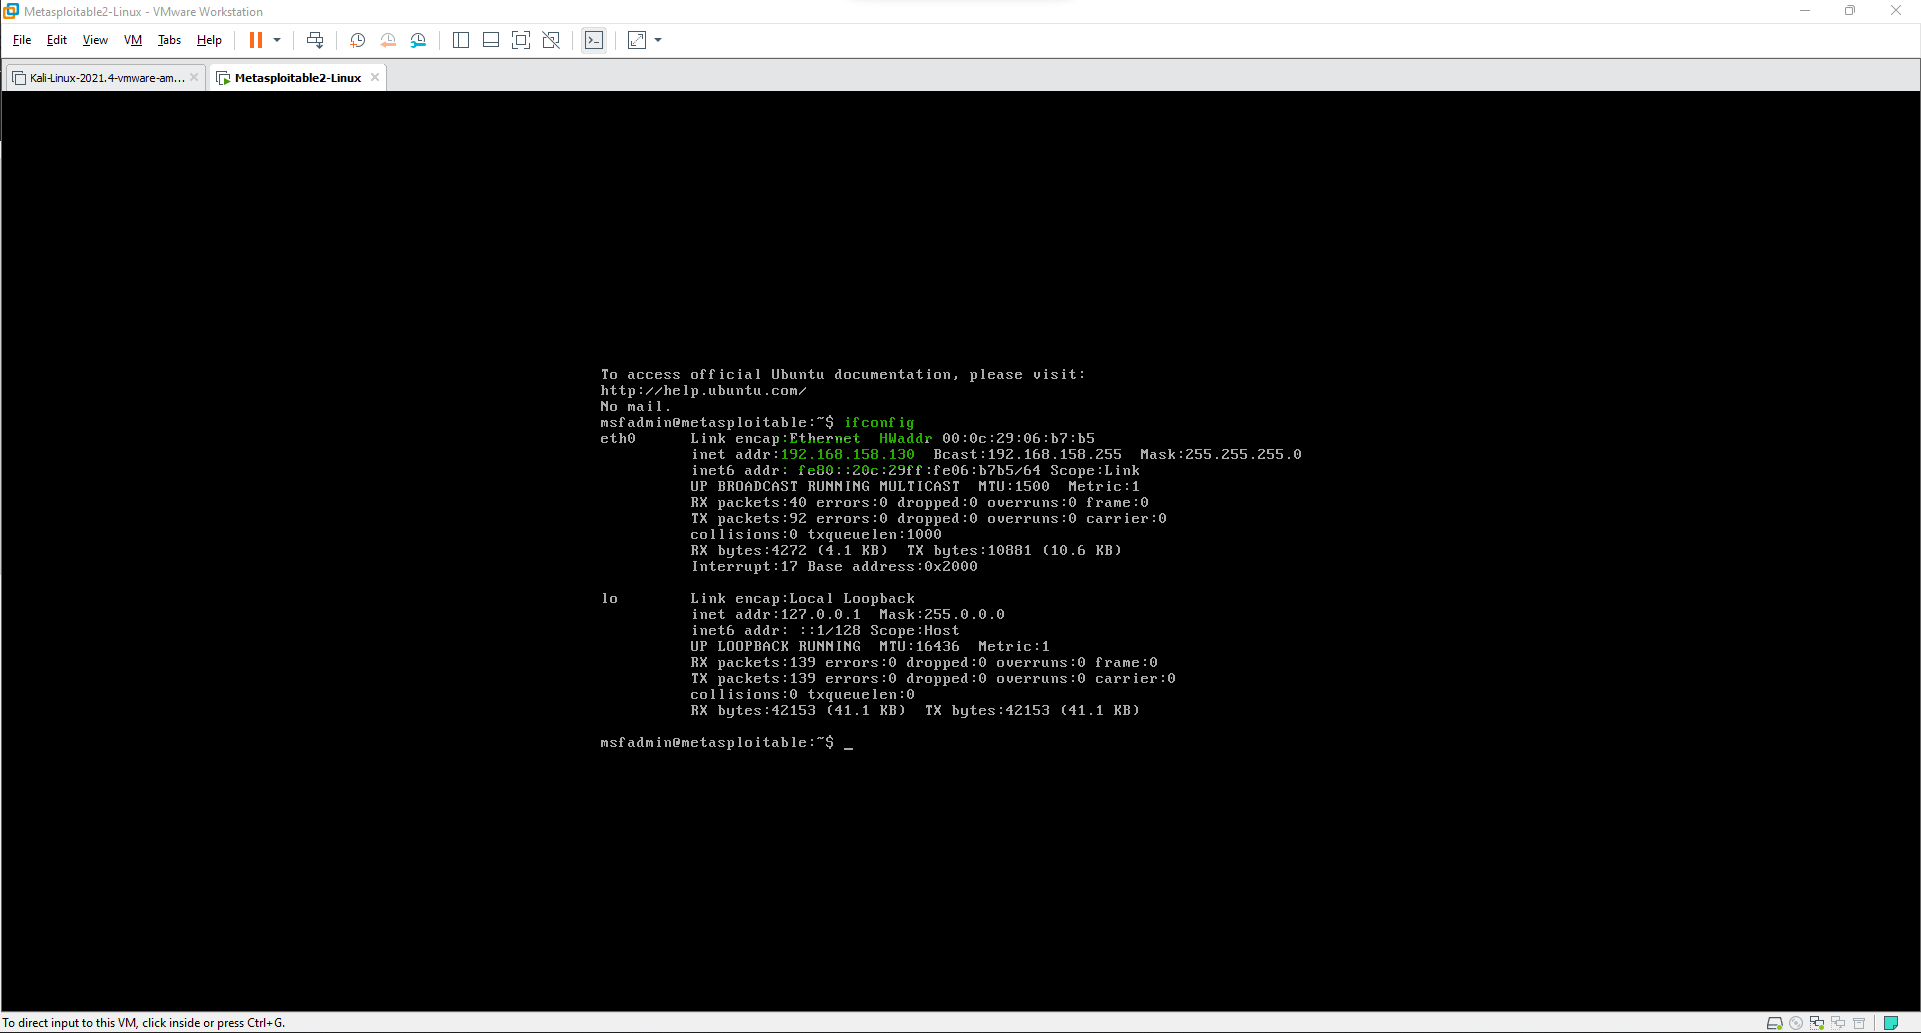 Metasploitable2-Linux - VMware Workstation
File Edit View VM Tabs Help
Kali-Linux-2021.4-vmware-am... Metasploitable2-Linux
To access official Ubuntu documentation, please visit:
http://help.ubuntu.com/
No mail.
msfadmin@metasploitable:~$ ifconfig
eth0 Link encap:Ethernet HWaddr 00:0c:29:06:b7:b5
inet addr:192.168.158.130 Bcast:192.168.158.255 Mask:255.255.255.0
inet6 addr: fe80::20c:29ff:fe06:b7b5/64 Scope:Link
UP BROADCAST RUNNING MULTICAST MTU:1500 Metric:1
RX packets:40 errors:0 dropped:0 overruns:0 frame:0
TX packets:92 errors:0 dropped:0 overruns:0 carrier:0
collisions:0 txqueuelen:1000
RX bytes:4272 (4.1 KB) TX bytes:10881 (10.6 KB)
Interrupt:17 Base address:0x2000
lo Link encap:Local Loopback
inet addr:127.0.0.1 Mask:255.0.0.0
inet6 addr: ::1/128 Scope:Host
UP LOOPBACK RUNNING MTU:16436 Metric:1
RX packets:139 errors:0 dropped:0 overruns:0 frame:0
TX packets:139 errors:0 dropped:0 overruns:0 carrier:0
collisions:0 txqueuelen:0
RX bytes:42153 (41.1 KB) TX bytes:42153 (41.1 KB)
msfadmin@metasploitable:~$ _
To direct input to this VM, click inside or press Ctrl+G.